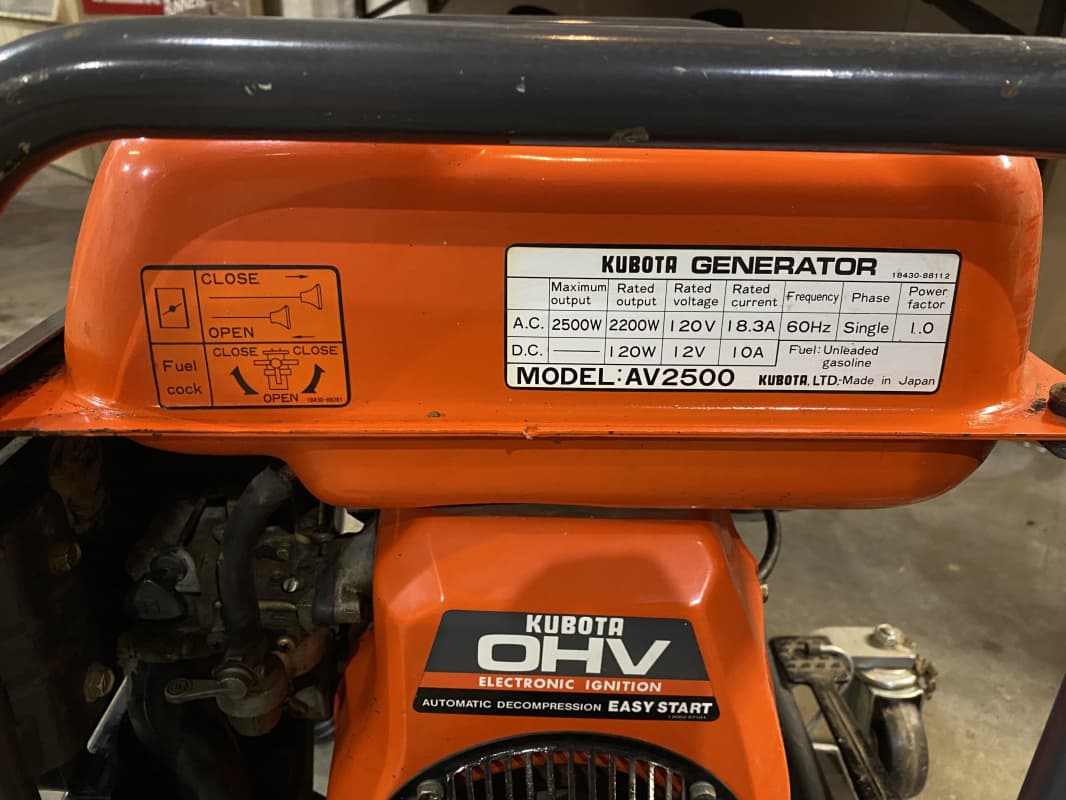 CLOSE
OPEN
Fuel cock
CLOSE CLOSE
OPEN
KUBOTA GENERATOR 18430-88112
Maximum output Rated output Rated voltage Rated current Frequency Phase Power factor
A.C. 2500W 2200W 120V 18.3A 60Hz Single 1.0
D.C. — 120W 12V 10A Fuel: Unleaded gasoline
MODEL: AV2500 KUBOTA, LTD. Made in Japan
KUBOTA
OHV
ELECTRONIC IGNITION
AUTOMATIC DECOMPRESSION EASY START